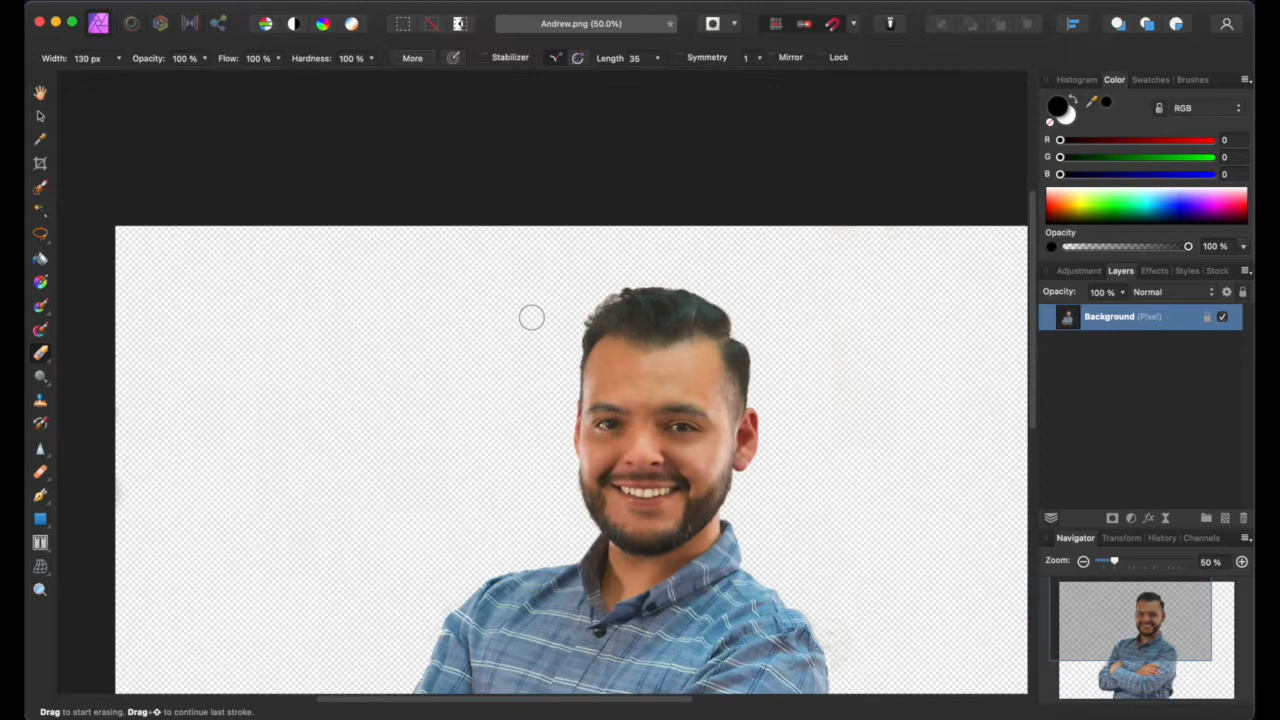 Andrew.png (50.0%)
Width: 130 px Opacity: 100 % Flow: 100 % Hardness: 100 % More Stabilizer Length 35 Symmetry 1 Mirror Lock
Histogram Color Swatches Brushes
RGB
R 0
G 0
B 0
Opacity
100 %
Adjustment Layers Effects Styles Stock
Opacity: 100 % Normal
Background (Pixel)
fx
Navigator Transform History Channels
Zoom: 50 %
Drag to start erasing. Drag+⇧ to continue last stroke.